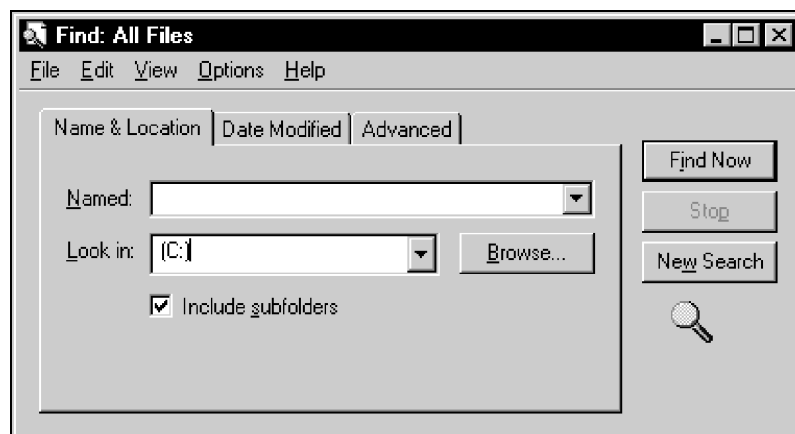 Find: All Files
File Edit View Options Help
Name & Location Date Modified Advanced
Find Now
Named:
Stop
Look in: (C:) Browse...
New Search
Include subfolders